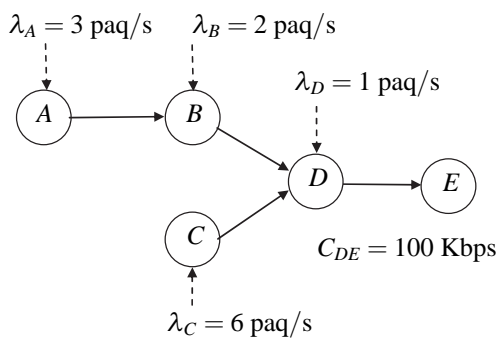 λ_A = 3 paq/s
λ_B = 2 paq/s
λ_D = 1 paq/s
A
B
D
E
C
C_DE = 100 Kbps
λ_C = 6 paq/s